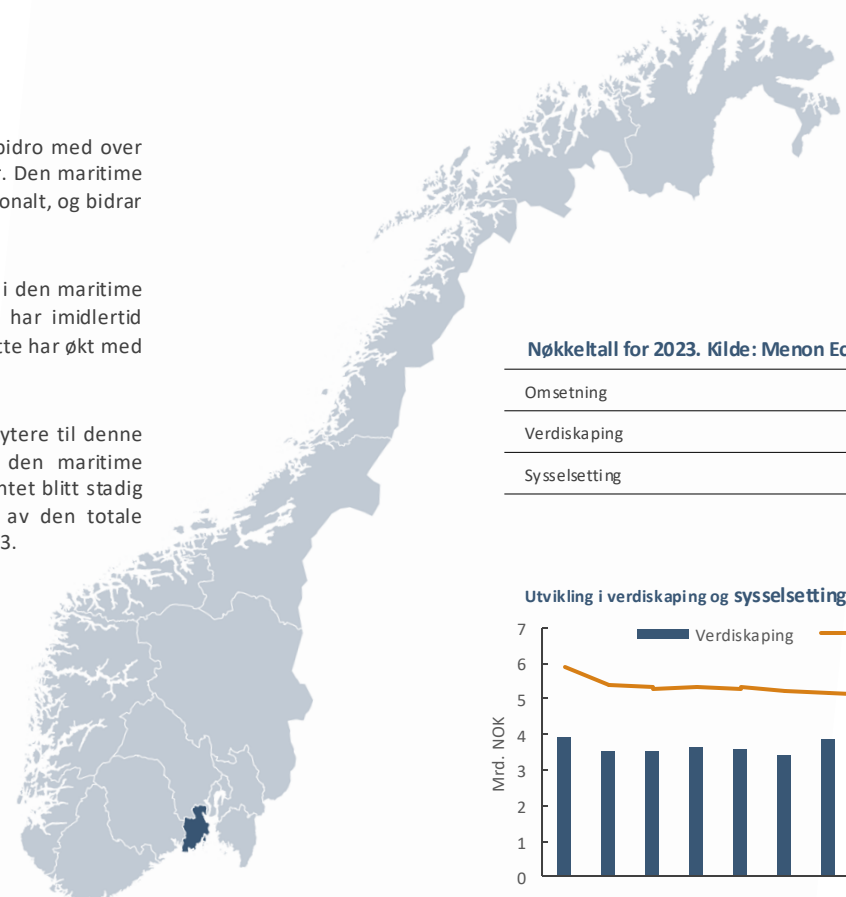 bidro med over
. Den maritime
onalt, og bidrar
i den maritime
har imidlertid
tte har økt med
ytere til denne
den maritime
ntet blitt stadig
av den totale
3.
Nøkkeltall for 2023. Kilde: Menon Ec
Omsetning
Verdiskaping
Sysselsetting
Utvikling i verdiskaping og sysselsetting
Verdiskaping
Mrd. NOK
7
6
5
4
3
2
1
0